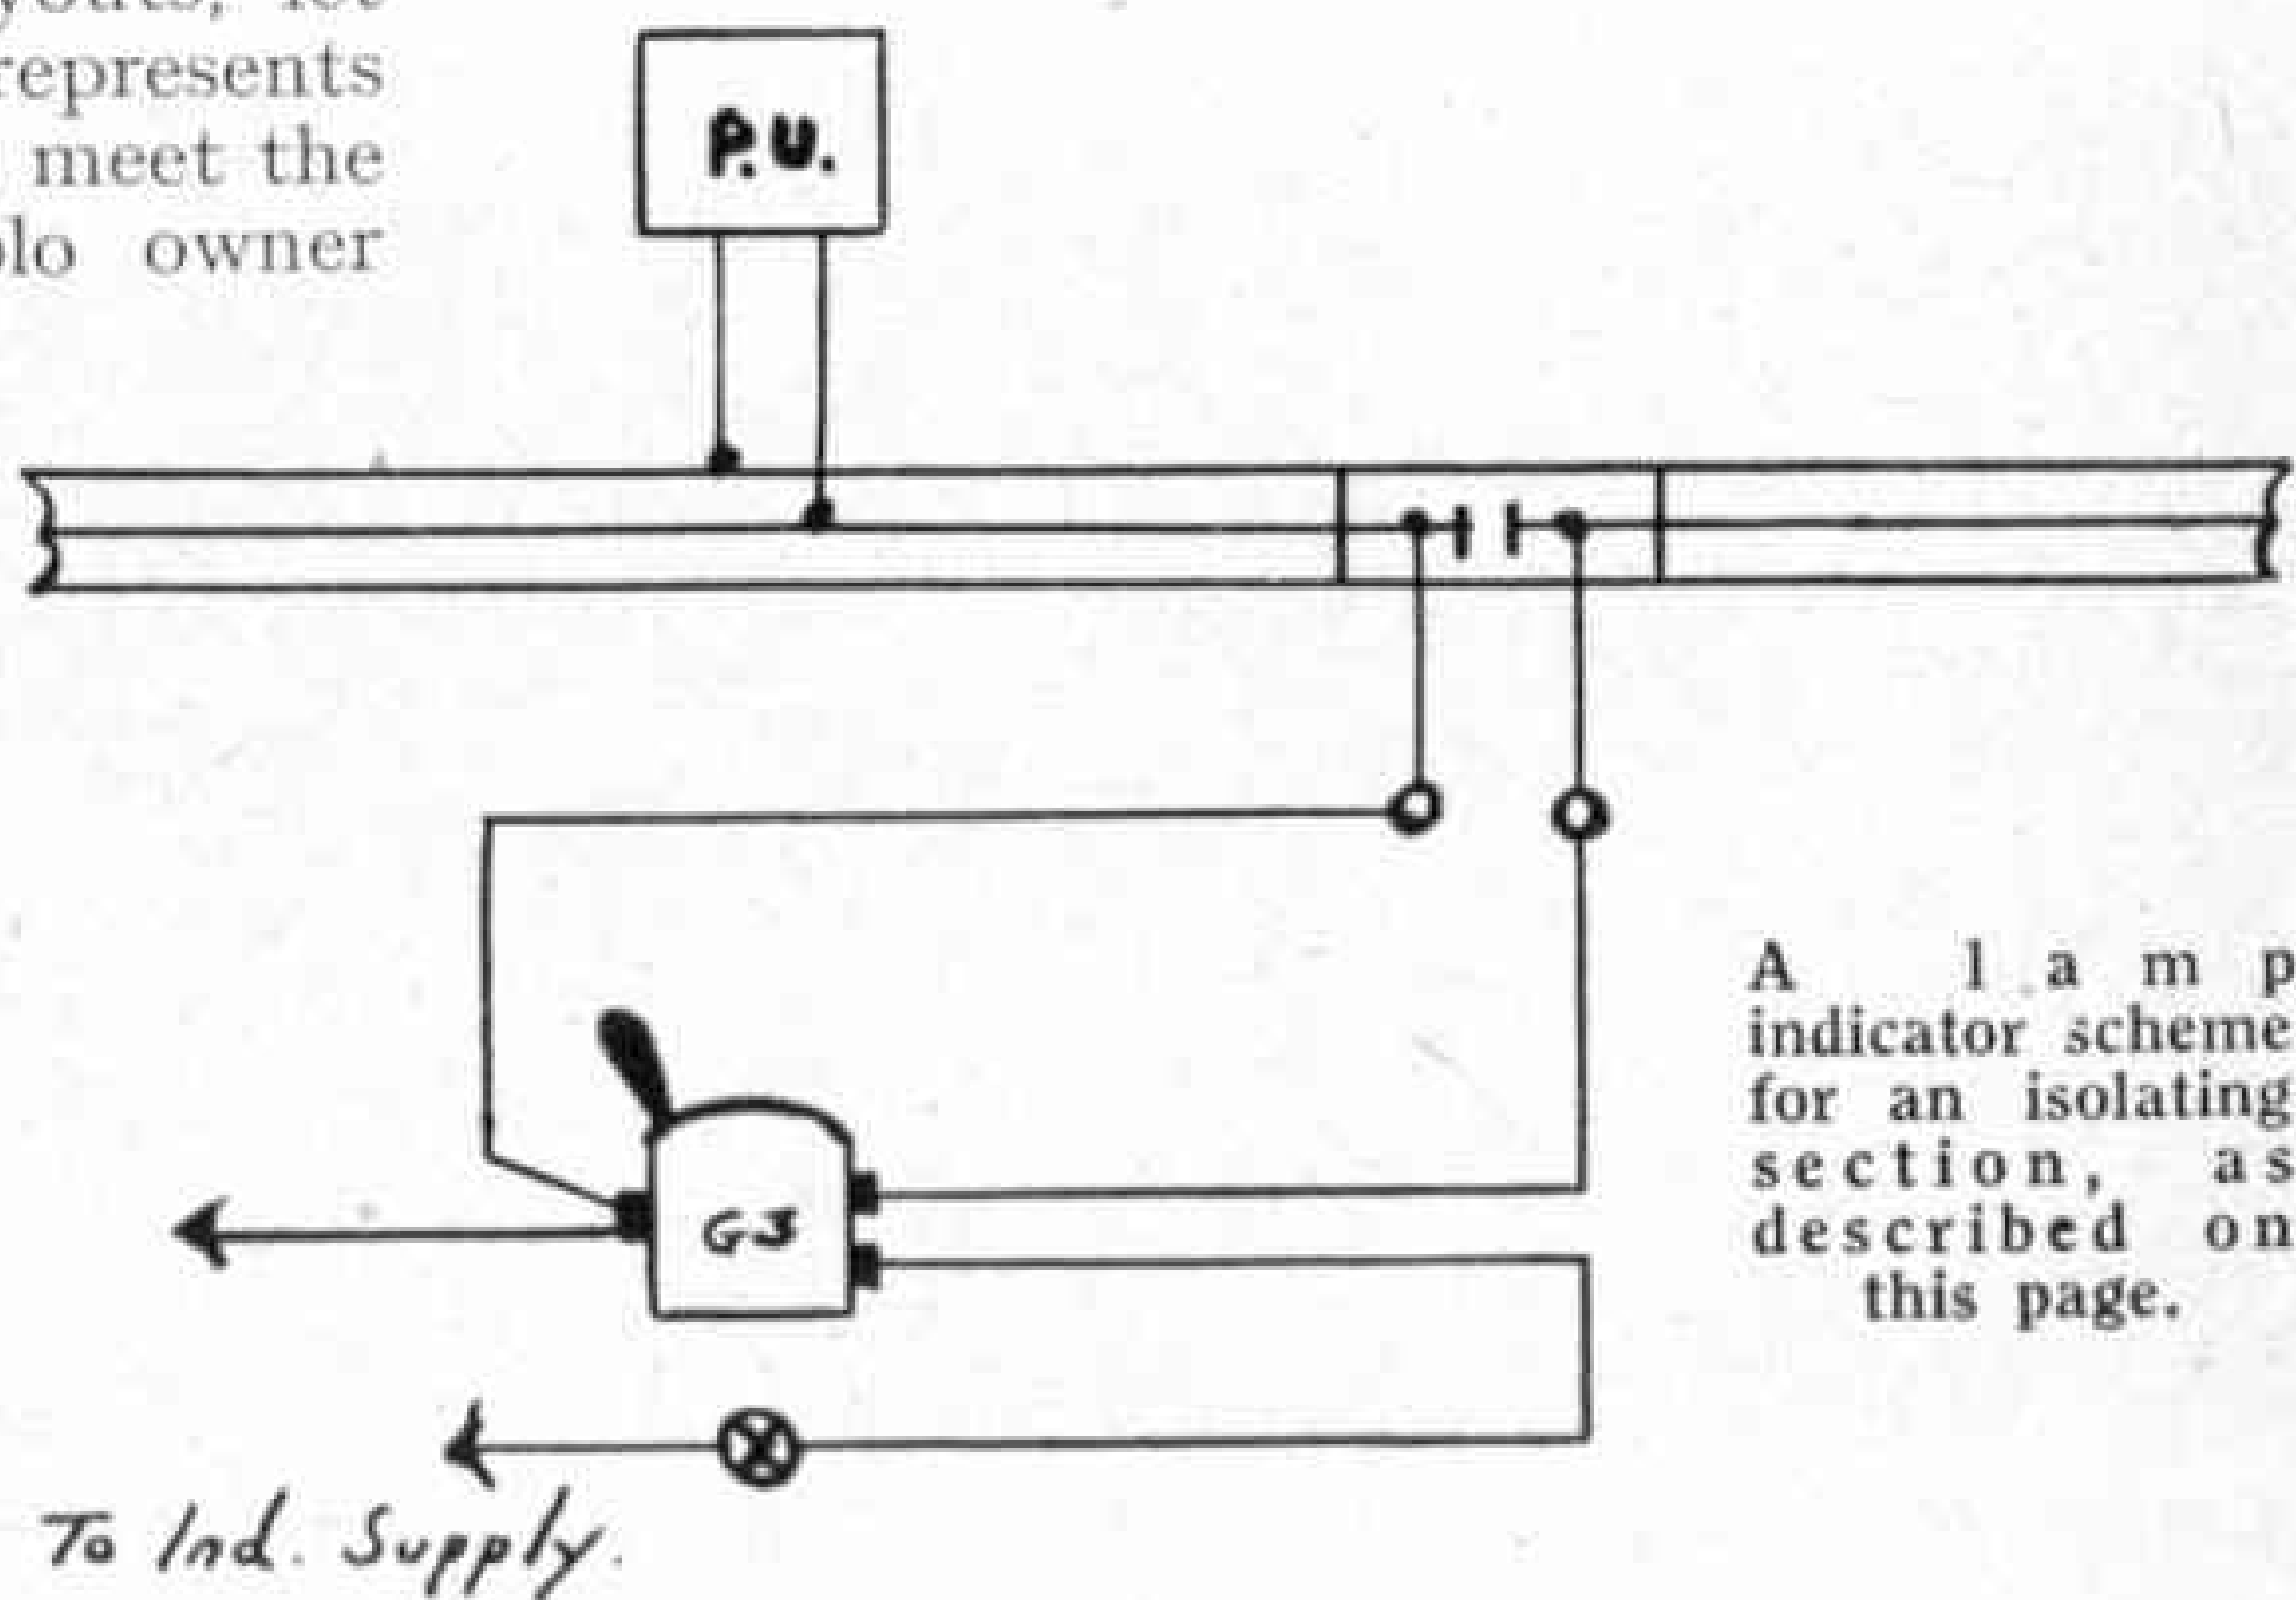 represents
meet the
owner
P.U.
A lamp
indicator scheme
for an isolating
section, as
described on
this page.
G3
To Ind. Supply.